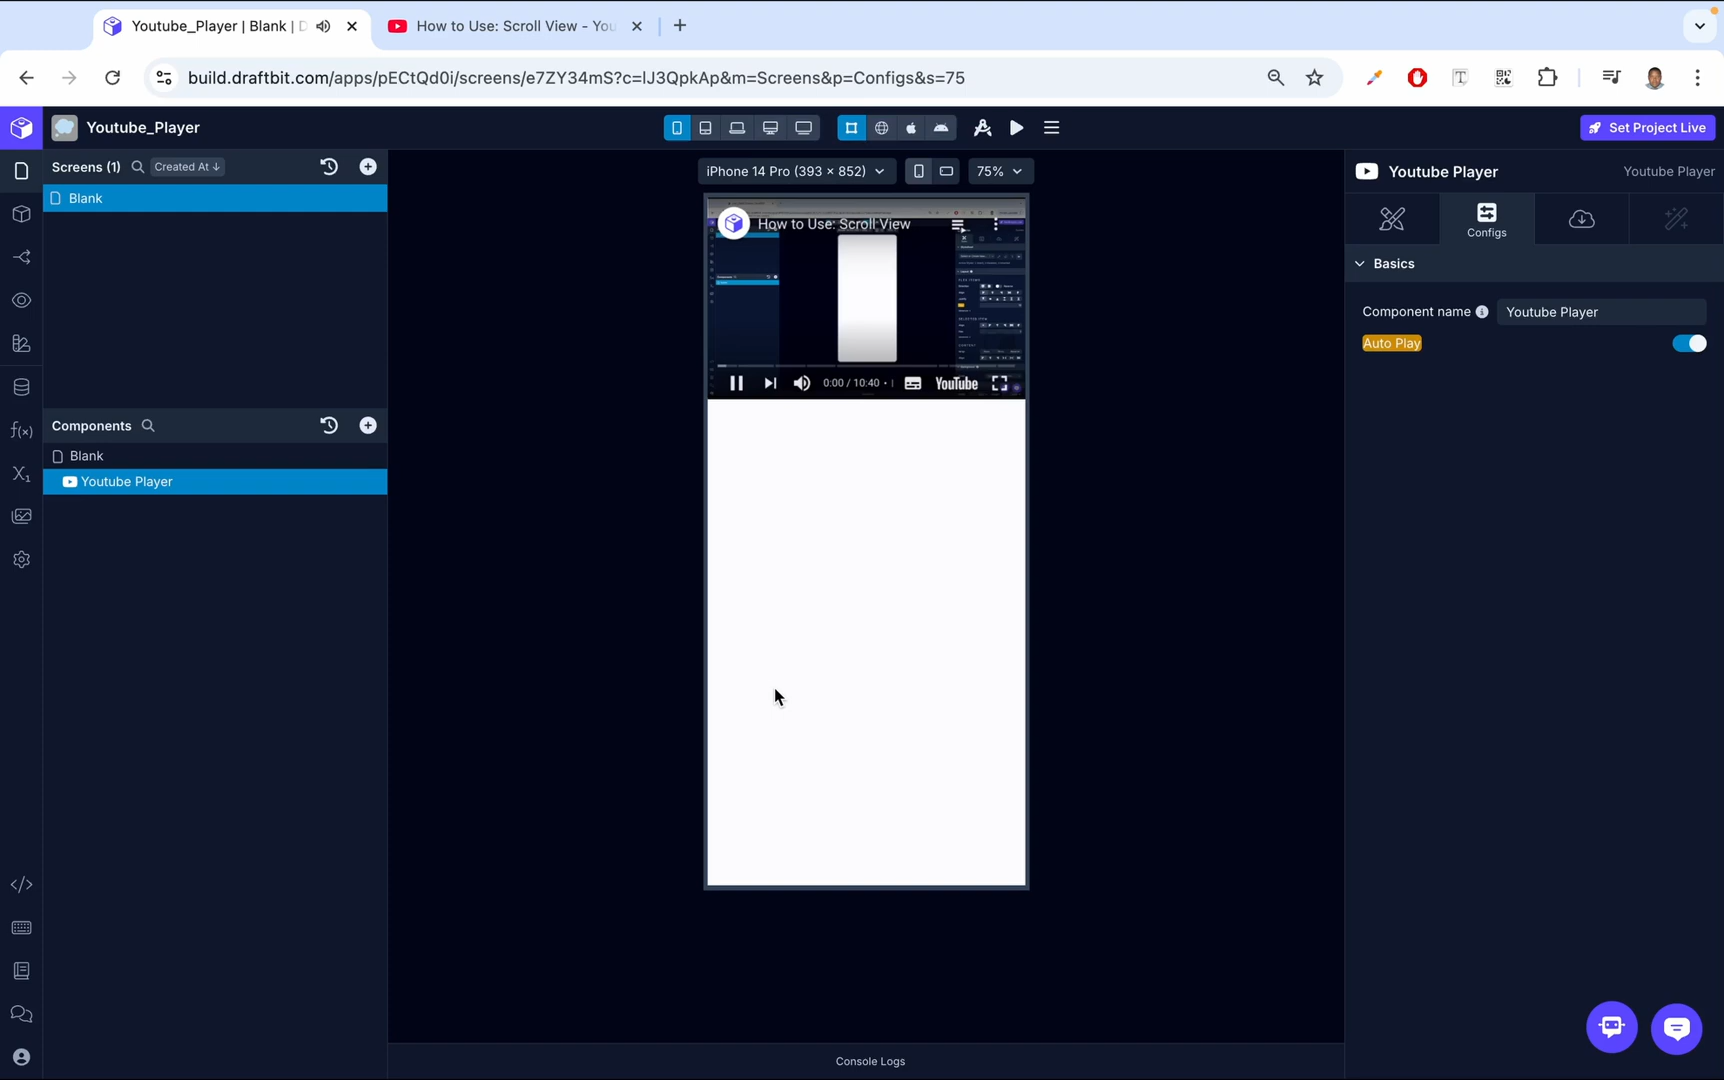 Youtube_Player | Blank | D
How to Use: Scroll View - You
build.draftbit.com/apps/pECtQd0i/screens/e7ZY34mS?c=lJ3QpkAp&m=Screens&p=Configs&s=75
Youtube_Player
Set Project Live
Screens (1)
Created At ↓
Blank
iPhone 14 Pro (393 × 852)
75%
Youtube Player
Youtube Player
Configs
Basics
Component name
Youtube Player
Auto Play
How to Use: Scroll View
0:00 / 10:40
YouTube
Components
Blank
Youtube Player
f(x)
X₁
Console Logs